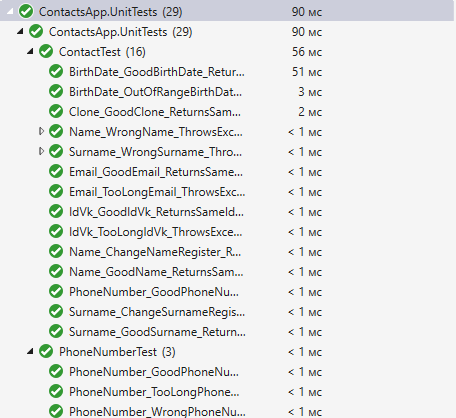 ContactsApp.UnitTests (29) 90 мс
ContactsApp.UnitTests (29) 90 мс
ContactTest (16) 56 мс
BirthDate_GoodBirthDate_Retur... 51 мс
BirthDate_OutOfRangeBirthDat... 3 мс
Clone_GoodClone_ReturnsSam... 2 мс
Name_WrongName_ThrowsExc... < 1 мс
Surname_WrongSurname_Thro... < 1 мс
Email_GoodEmail_ReturnsSame... < 1 мс
Email_TooLongEmail_ThrowsExc... < 1 мс
IdVk_GoodIdVk_ReturnsSameId... < 1 мс
IdVk_TooLongIdVk_ThrowsExce... < 1 мс
Name_ChangeNameRegister_R... < 1 мс
Name_GoodName_ReturnsSam... < 1 мс
PhoneNumber_GoodPhoneNu... < 1 мс
Surname_ChangeSurnameRegis... < 1 мс
Surname_GoodSurname_Return... < 1 мс
PhoneNumberTest (3) < 1 мс
PhoneNumber_GoodPhoneNu... < 1 мс
PhoneNumber_TooLongPhone... < 1 мс
PhoneNumber_WrongPhoneNu... < 1 мс